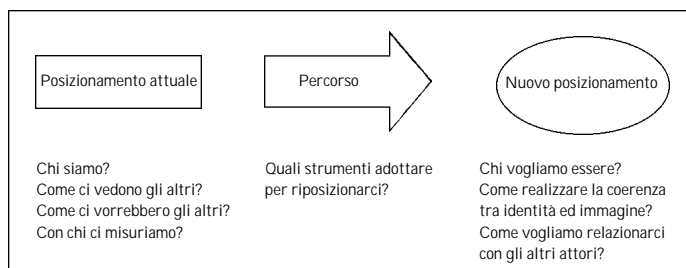 Posizionamento attuale
Percorso
Nuovo posizionamento
Chi siamo?
Come ci vedono gli altri?
Come ci vorrebbero gli altri?
Con chi ci misuriamo?
Quali strumenti adottare
per riposizionarci?
Chi vogliamo essere?
Come realizzare la coerenza
tra identità ed immagine?
Come vogliamo relazionarci
con gli altri attori?